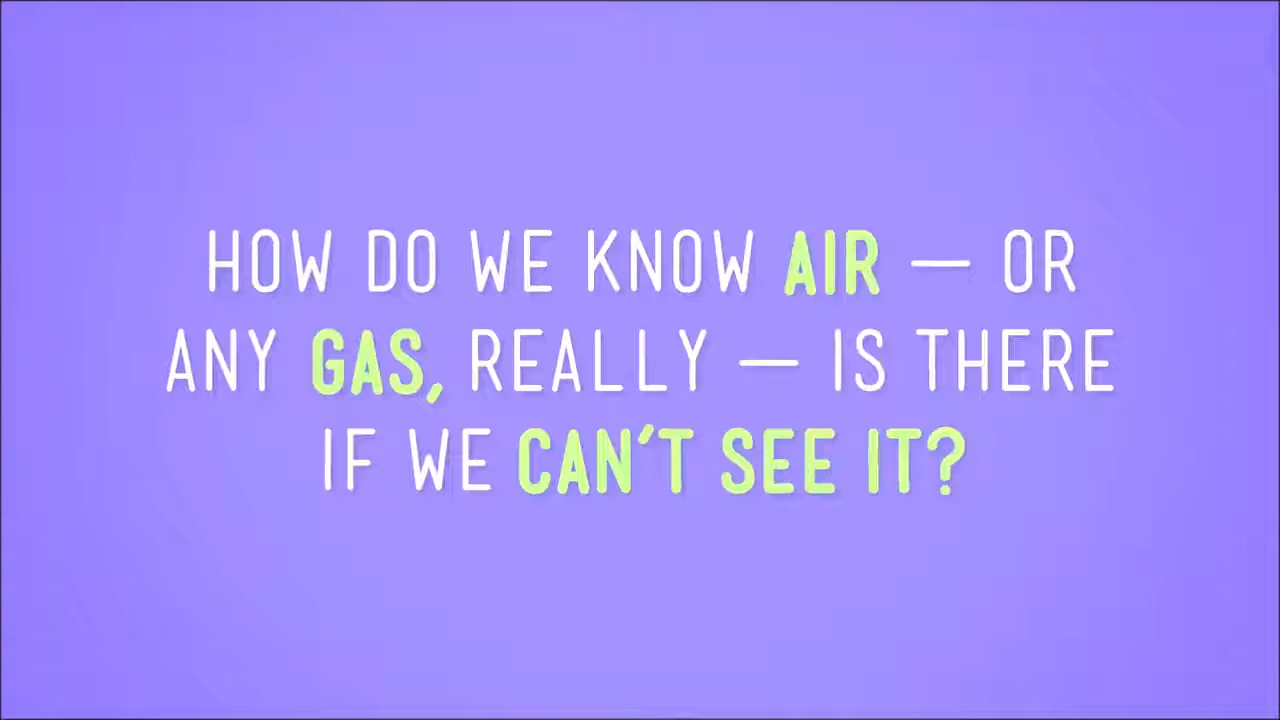 HOW DO WE KNOW AIR — OR
ANY GAS, REALLY — IS THERE
IF WE CAN'T SEE IT?